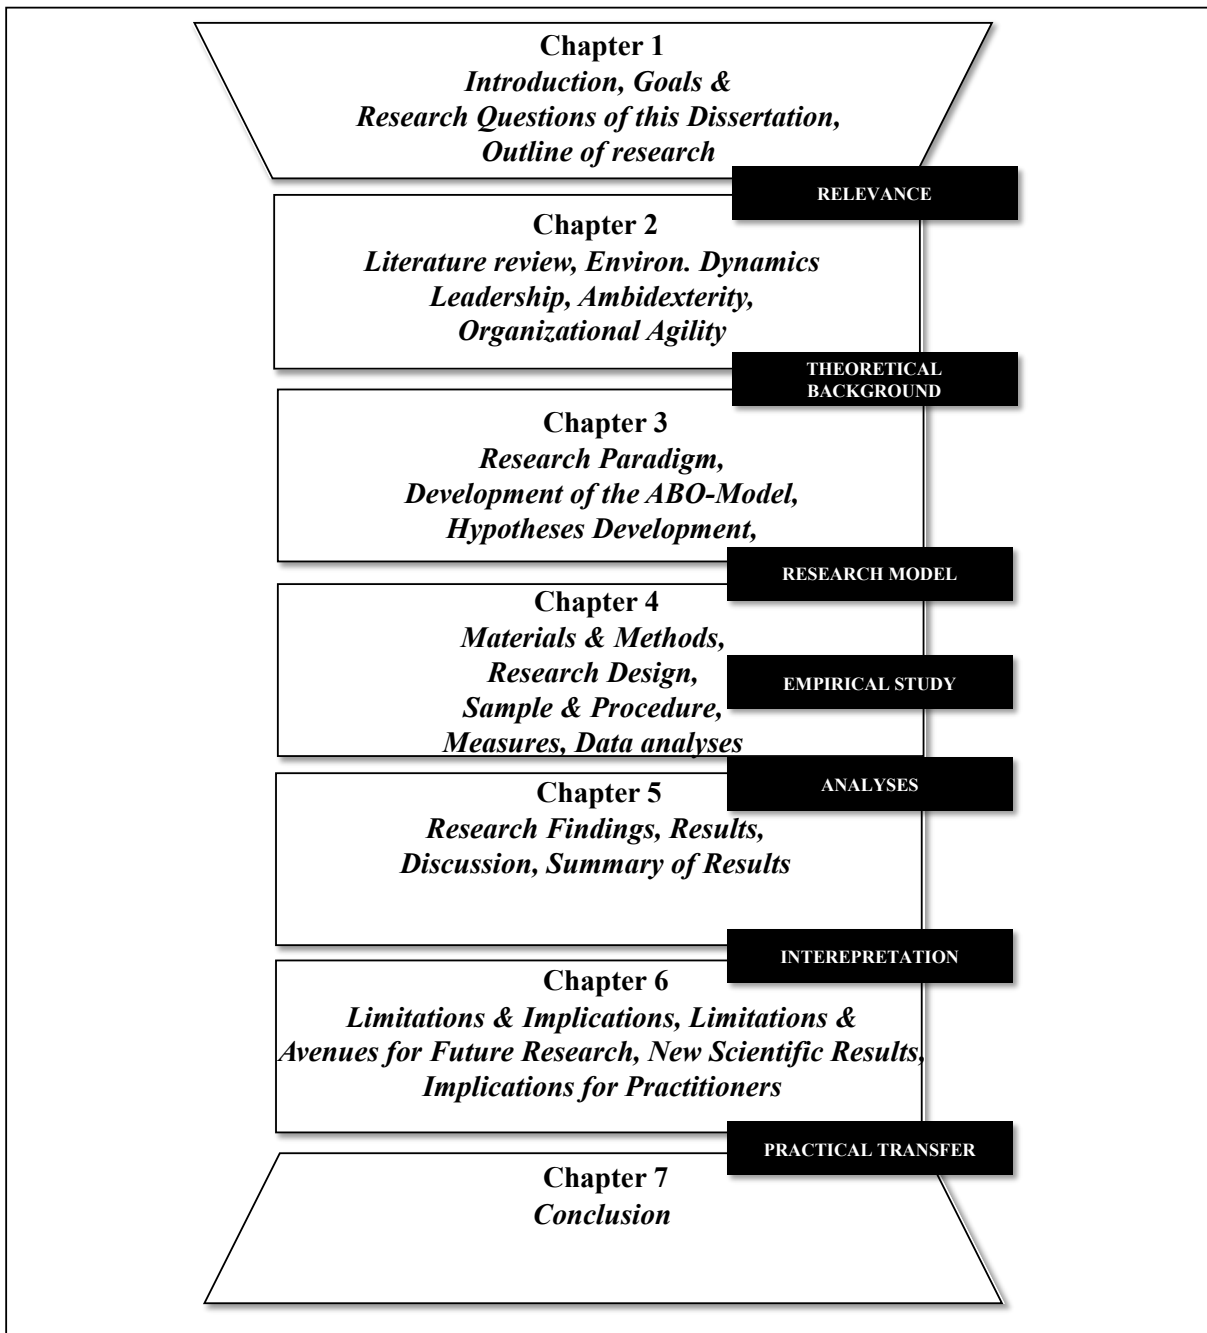 Chapter 1
Introduction, Goals &
Research Questions of this Dissertation,
Outline of research
RELEVANCE
Chapter 2
Literature review, Environ. Dynamics
Leadership, Ambidexterity,
Organizational Agility
THEORETICAL
BACKGROUND
Chapter 3
Research Paradigm,
Development of the ABO-Model,
Hypotheses Development,
RESEARCH MODEL
Chapter 4
Materials & Methods,
Research Design,
Sample & Procedure,
Measures, Data analyses
EMPIRICAL STUDY
ANALYSES
Chapter 5
Research Findings, Results,
Discussion, Summary of Results
INTEREPRETATION
Chapter 6
Limitations & Implications, Limitations &
Avenues for Future Research, New Scientific Results,
Implications for Practitioners
PRACTICAL TRANSFER
Chapter 7
Conclusion